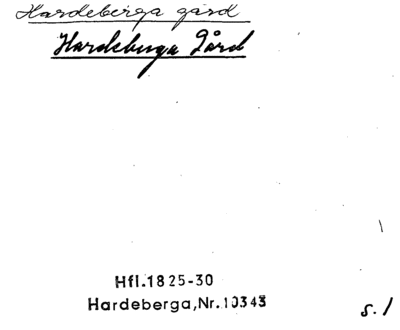 Hardeberga gård
Hardeberga Gård
Hfl.1825-30
Hardeberga,Nr.10343
s.1